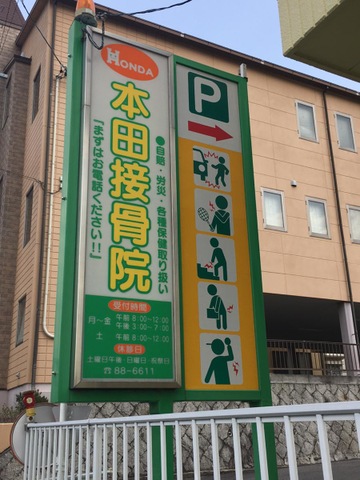 HONDA
本田接骨院
●自賠・労災・各種保健取り扱い
「まずはお電話ください!!」
受付時間
月～金 午前 8:00～12:00
午後 3:00～7:00
土 午前 8:00～12:00
休診日
土曜日午後・日曜日・祝祭日
☎ 88-6611
P